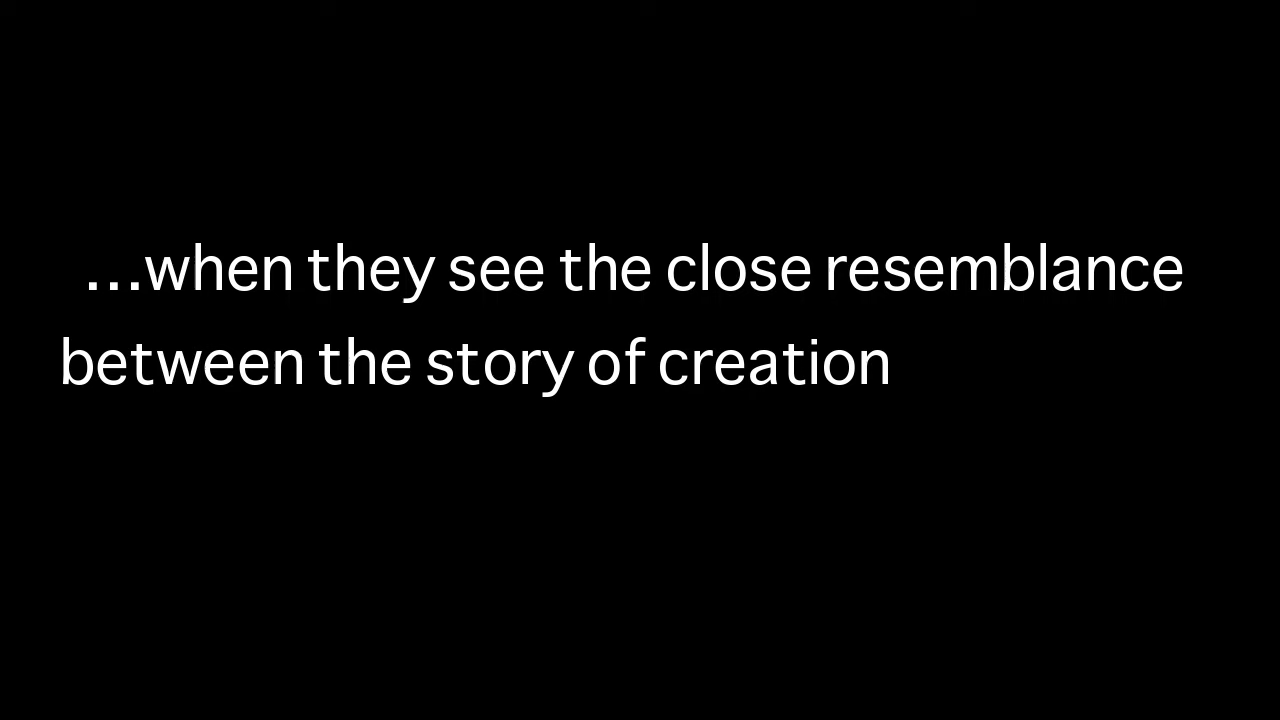 …when they see the close resemblance
between the story of creation